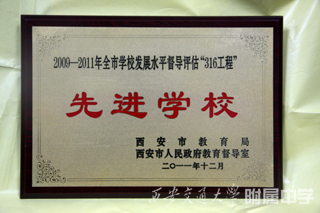 2009—2011年全市学校发展水平督导评估“316工程”
先进学校
西安市教育局
西安市人民政府教育督导室
二〇一一年十二月
西安交通大学附属中学